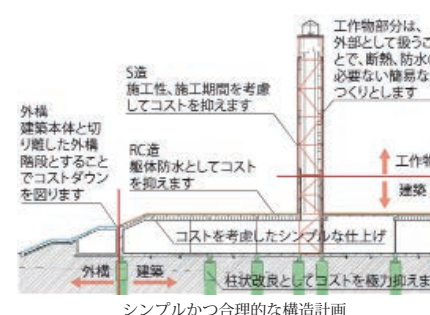 工作物部分は、
外部として扱うこ
とで、断熱、防水の
必要ない簡易な
つくりとします
S造
施工性、施工期間を考慮
してコストを抑えます
外構
建築本体と切
り離した外構
階段とすること
でコストダウン
を図ります
RC造
躯体防水としてコスト
を抑えます
工作物
建築
コストを考慮したシンプルな仕上げ
外構
建築
柱状改良としてコストを極力抑えま
シンプルかつ合理的な構造計画